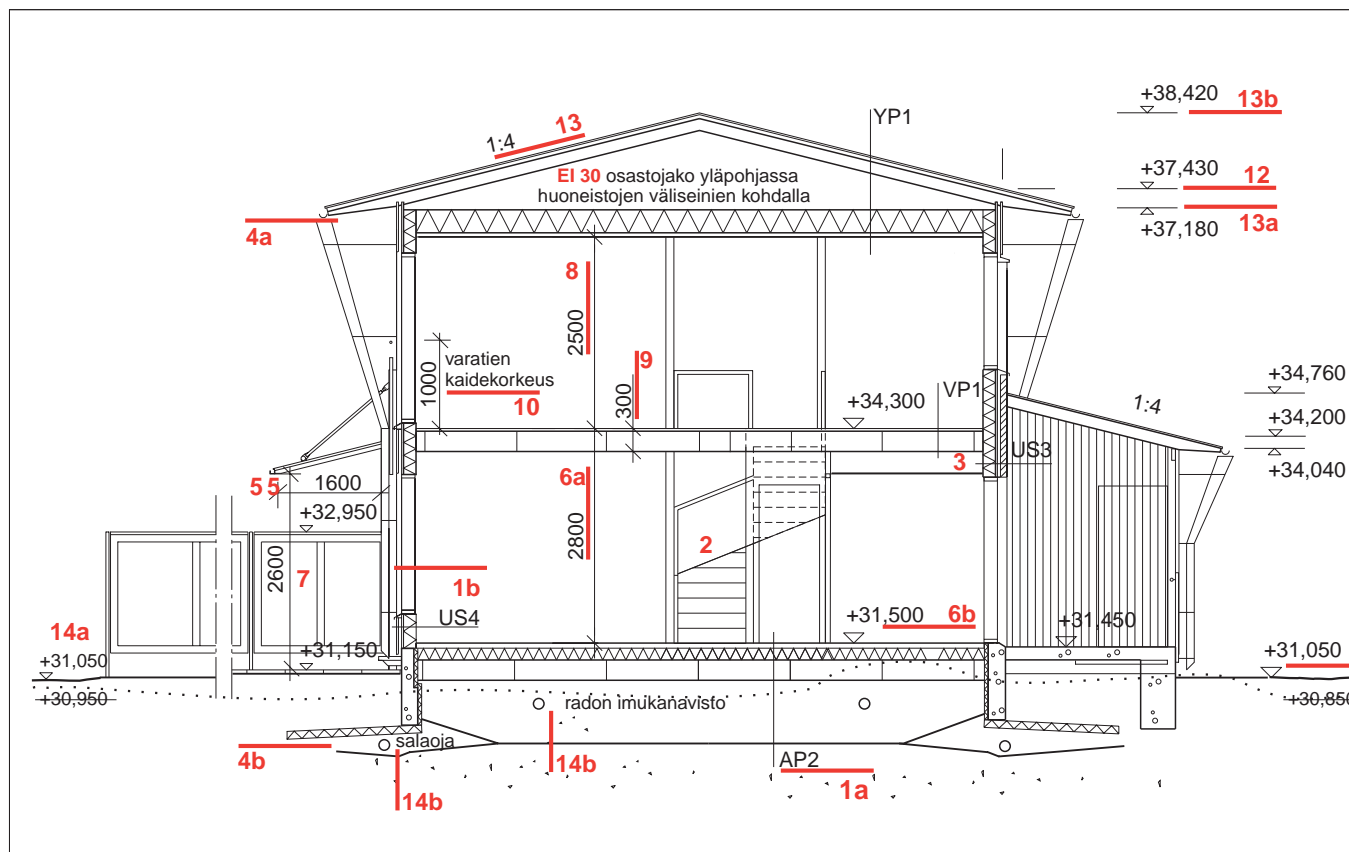 +38,420 13b
13
1:4
YP1
EI 30 osastojako yläpohjassa
huoneistojen väliseinien kohdalla
+37,430 12
13a
+37,180
4a
8
2500
varatien
kaidekorkeus
10
1000
9
300
+34,300
VP1
1:4
+34,760
+34,200
+34,040
3
US3
5 5
1600
+32,950
6a
2800
2
2600
7
1b
US4
14a
+31,050
+30,950
+31,150
+31,500 6b
+31,450
+31,050
+30,850
radon imukanavisto
salaoja
4b
14b
14b
AP2
1a